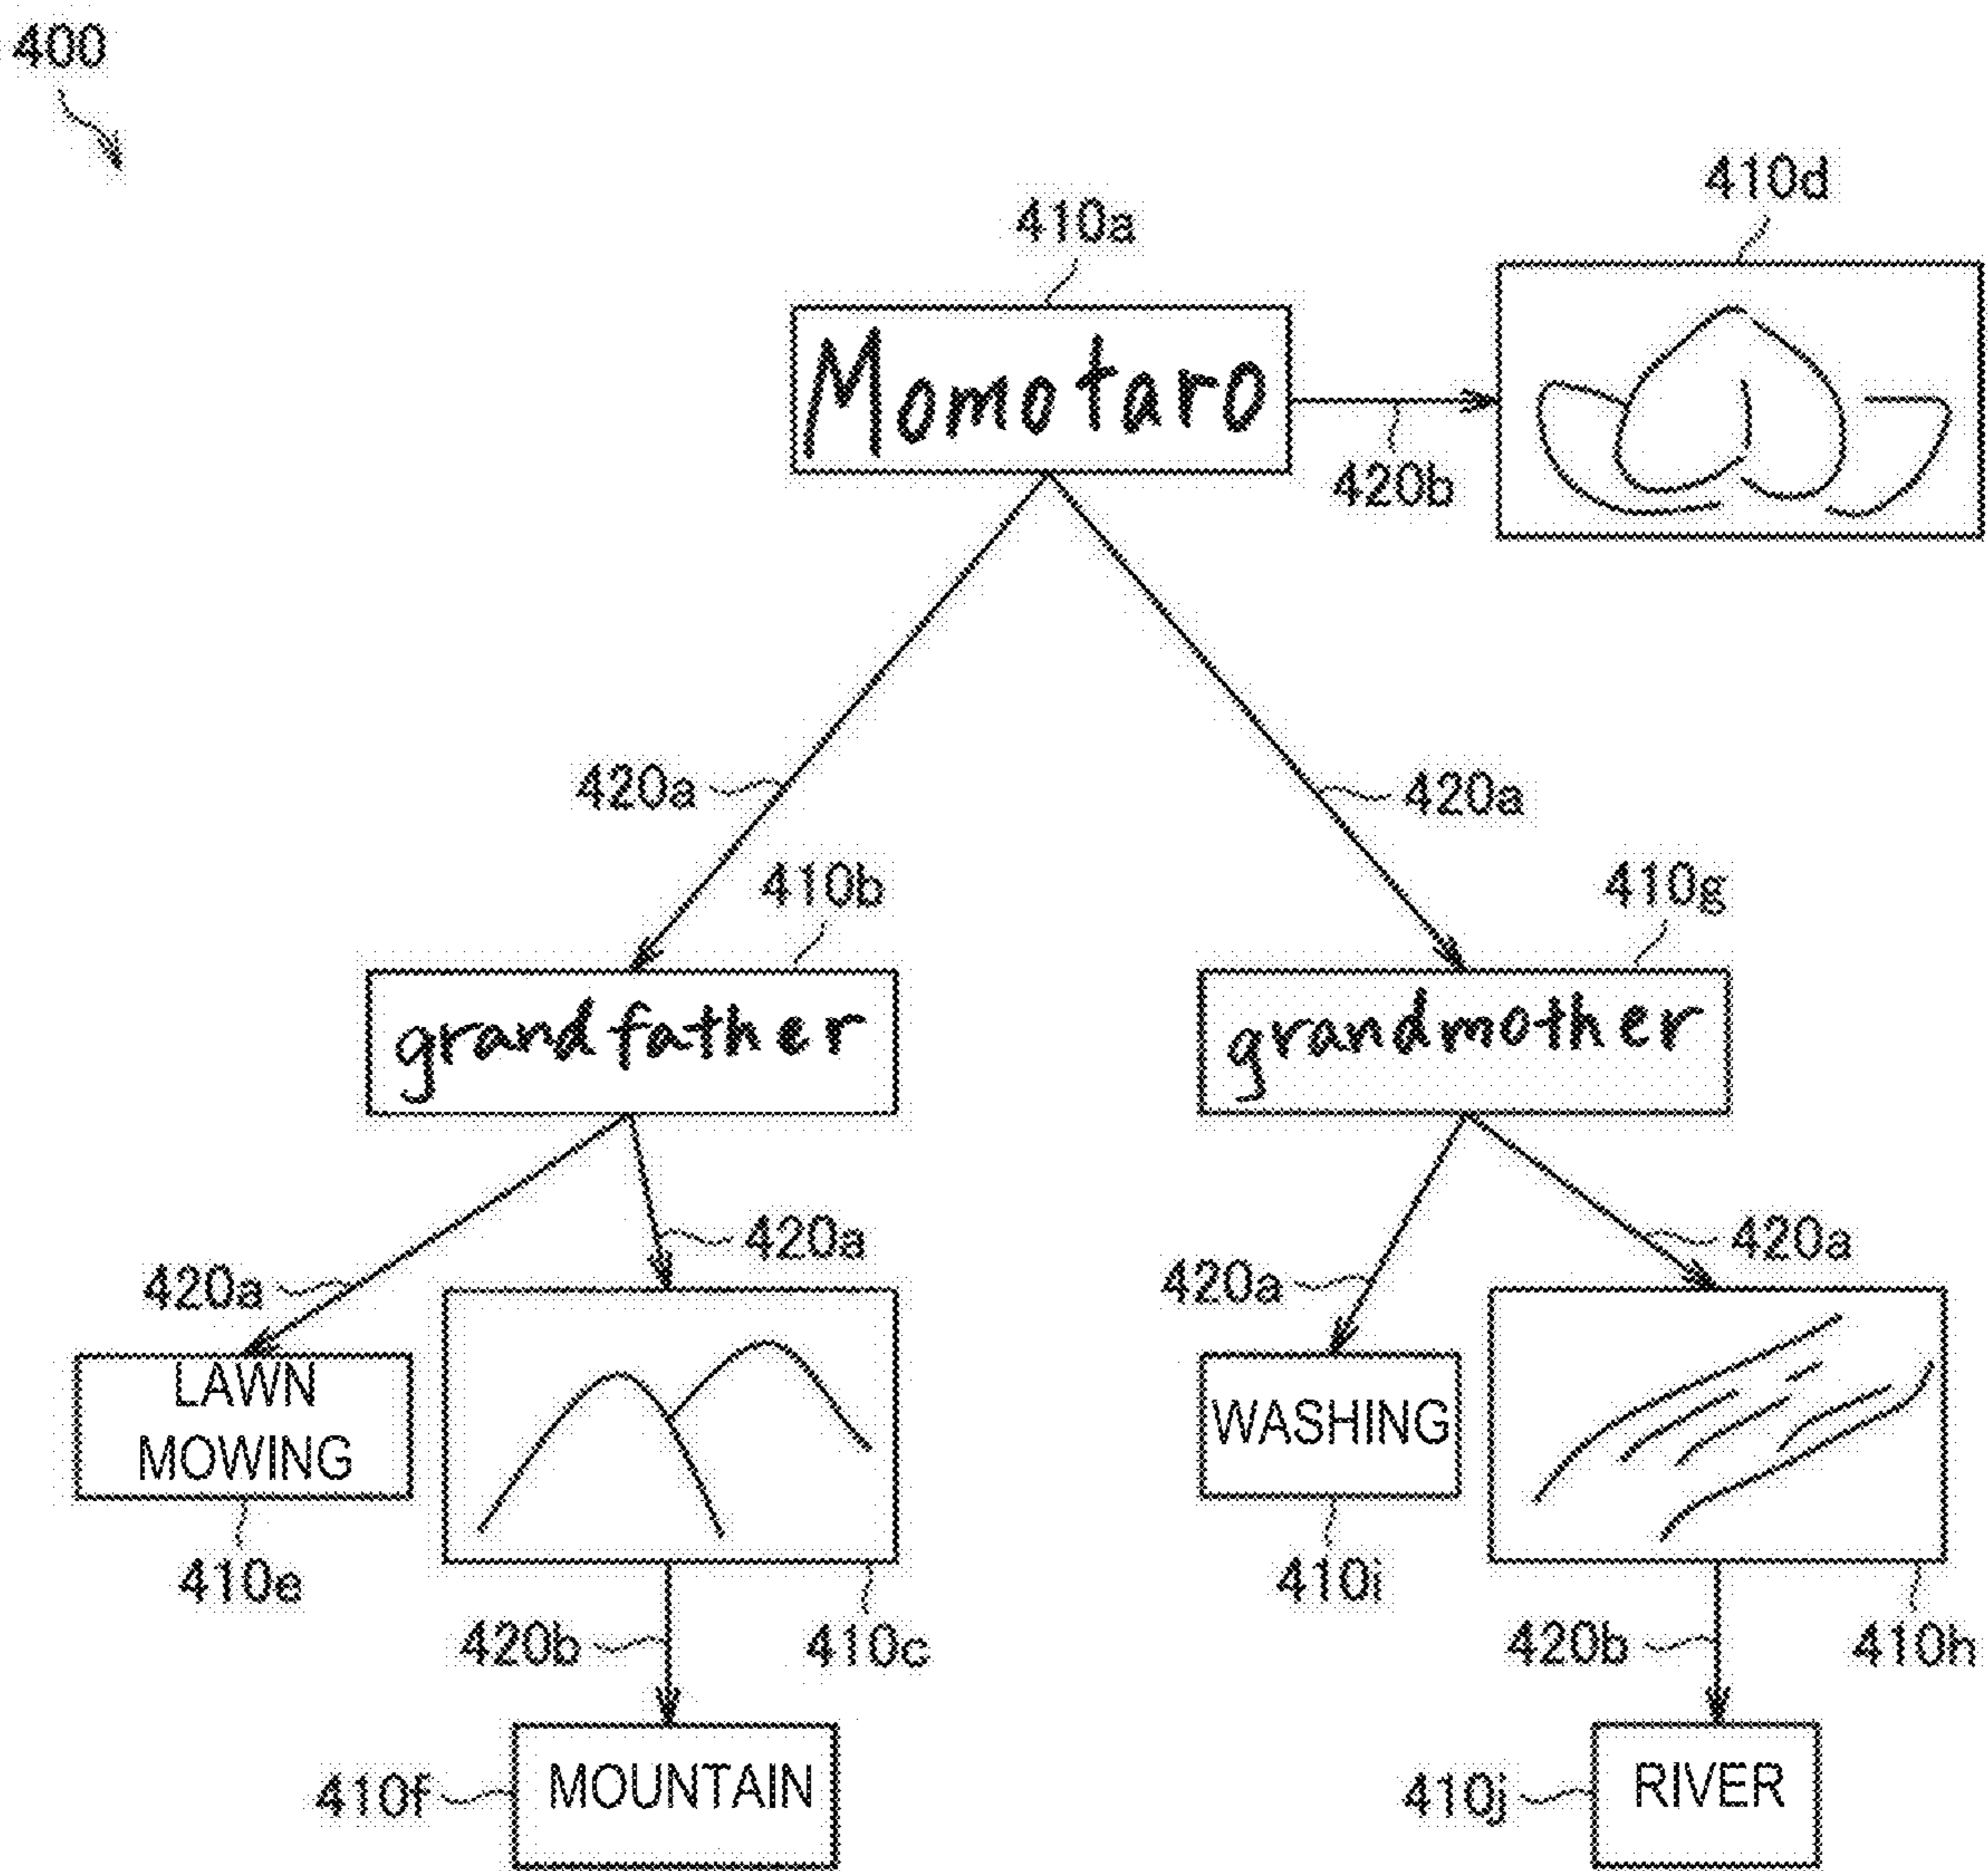 400
410a
410d
Momotaro
420b
420a
420a
410b
410g
grandfather
grandmother
420a
420a
420a
420a
LAWN
MOWING
WASHING
410e
410i
420b
410c
420b
410h
410f
MOUNTAIN
410j
RIVER